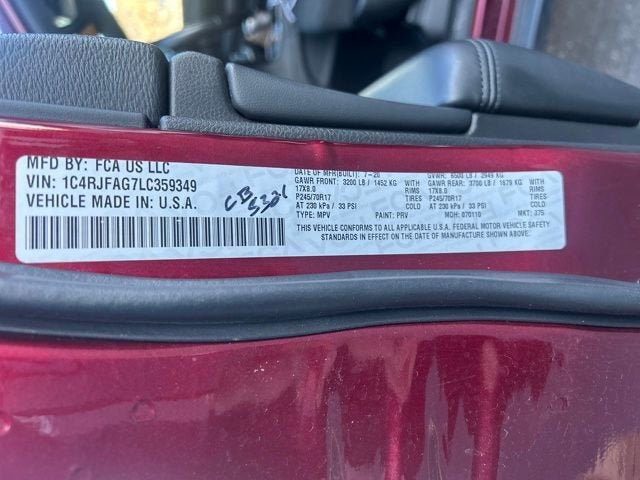 MFD BY: FCA US LLC
VIN: 1C4RJFAG7LC359349
VEHICLE MADE IN: U.S.A.
CB
5321
DATE OF MFR(BUILT): 7-20 GVWR: 6500 LB / 2949 KG
GAWR FRONT: 3200 LB / 1452 KG WITH GAWR REAR: 3700 LB / 1679 KG WITH
17X8.0 RIMS 17X8.0 RIMS
P245/70R17 TIRES P245/70R17 TIRES
AT 230 kPa / 33 PSI COLD AT 230 kPa / 33 PSI COLD
TYPE: MPV PAINT: PRV MDH: 070110 MKT: 375
THIS VEHICLE CONFORMS TO ALL APPLICABLE U.S.A. FEDERAL MOTOR VEHICLE SAFETY
STANDARDS IN EFFECT ON THE DATE OF MANUFACTURE SHOWN ABOVE.